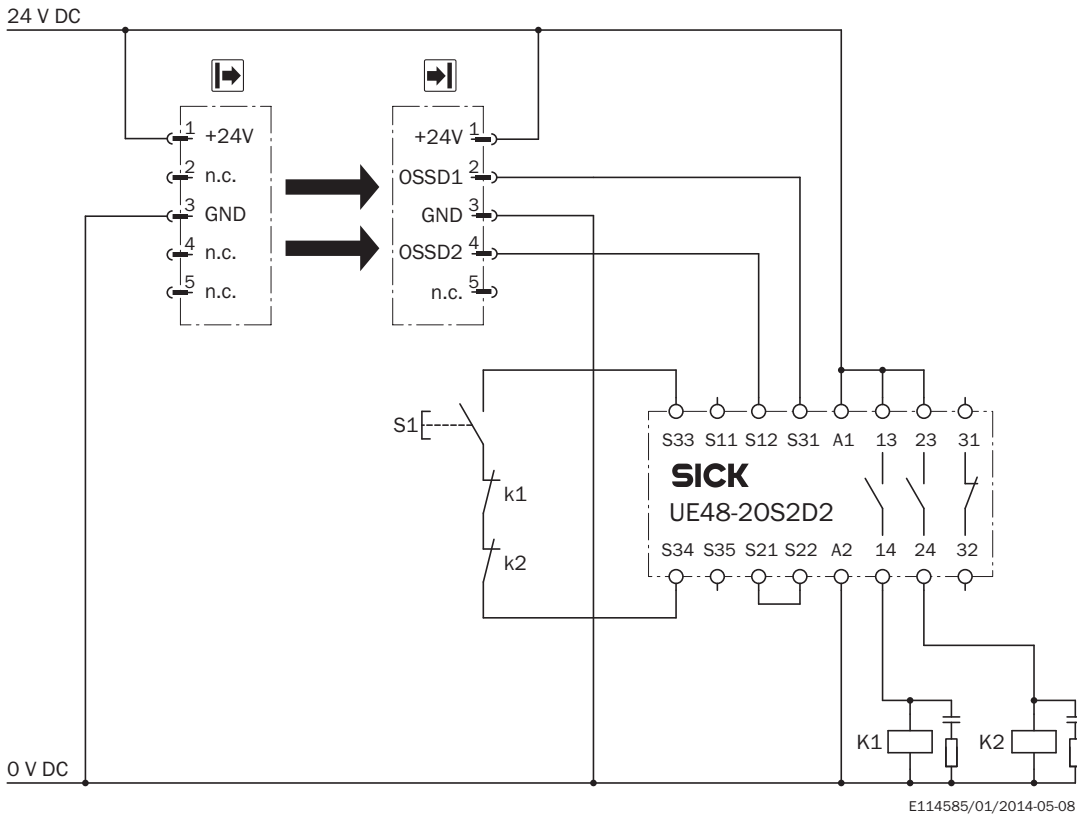 24 V DC
1 +24V
2 n.c.
3 GND
4 n.c.
5 n.c.
+24V 1
OSSD1 2
GND 3
OSSD2 4
n.c. 5
S1
k1
k2
S33 S11 S12 S31 A1 13 23 31
SICK
UE48-20S2D2
S34 S35 S21 S22 A2 14 24 32
K1
K2
0 V DC
E114585/01/2014-05-08